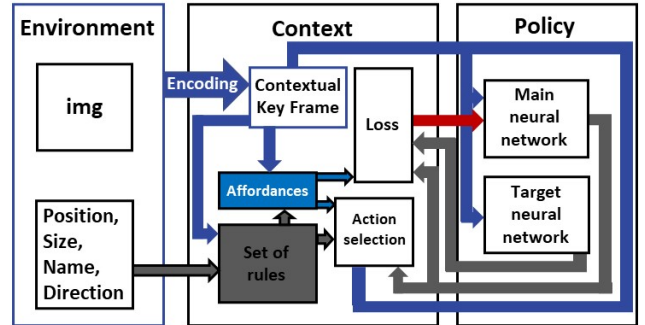 Environment
Context
Policy
img
Encoding
Contextual
Key Frame
Loss
Main
neural
network
Affordances
Target
neural
network
Position,
Size,
Name,
Direction
Set of
rules
Action
selection